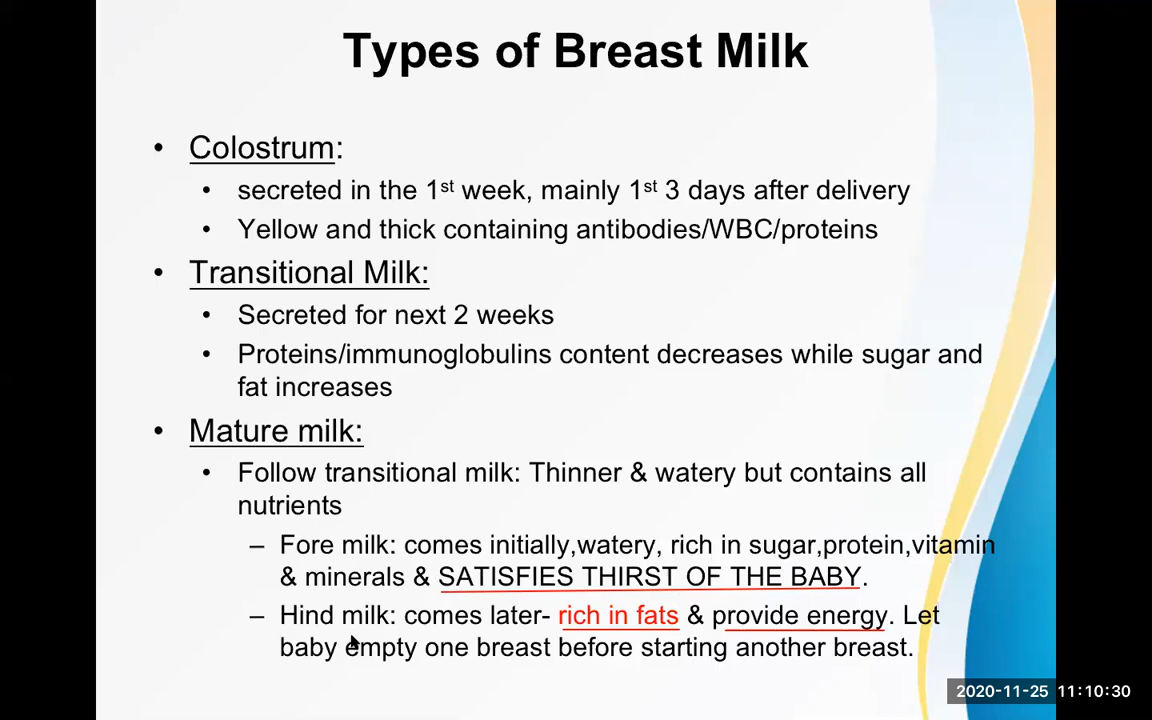 Types of Breast Milk
• Colostrum:
• secreted in the 1st week, mainly 1st 3 days after delivery
• Yellow and thick containing antibodies/WBC/proteins
• Transitional Milk:
• Secreted for next 2 weeks
• Proteins/immunoglobulins content decreases while sugar and
fat increases
• Mature milk:
• Follow transitional milk: Thinner & watery but contains all
nutrients
– Fore milk: comes initially,watery, rich in sugar,protein,vitamin
& minerals & SATISFIES THIRST OF THE BABY.
– Hind milk: comes later- rich in fats & provide energy. Let
baby empty one breast before starting another breast.
2020-11-25 11:10:30